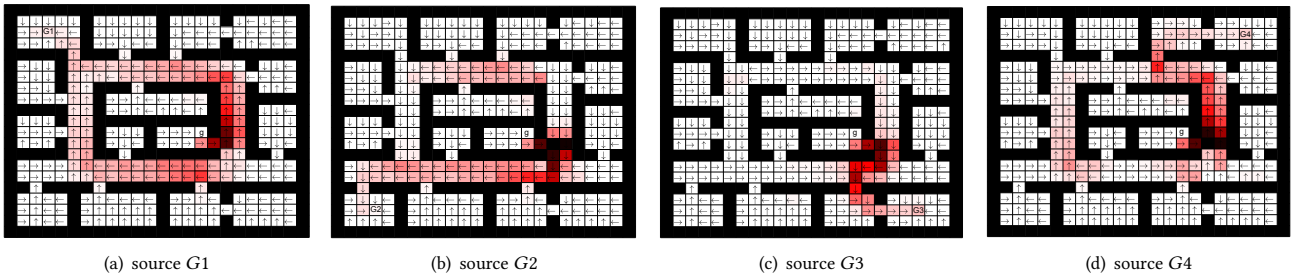 G1
g
G2
g
G3
g
G4
g
(a) source G1
(b) source G2
(c) source G3
(d) source G4